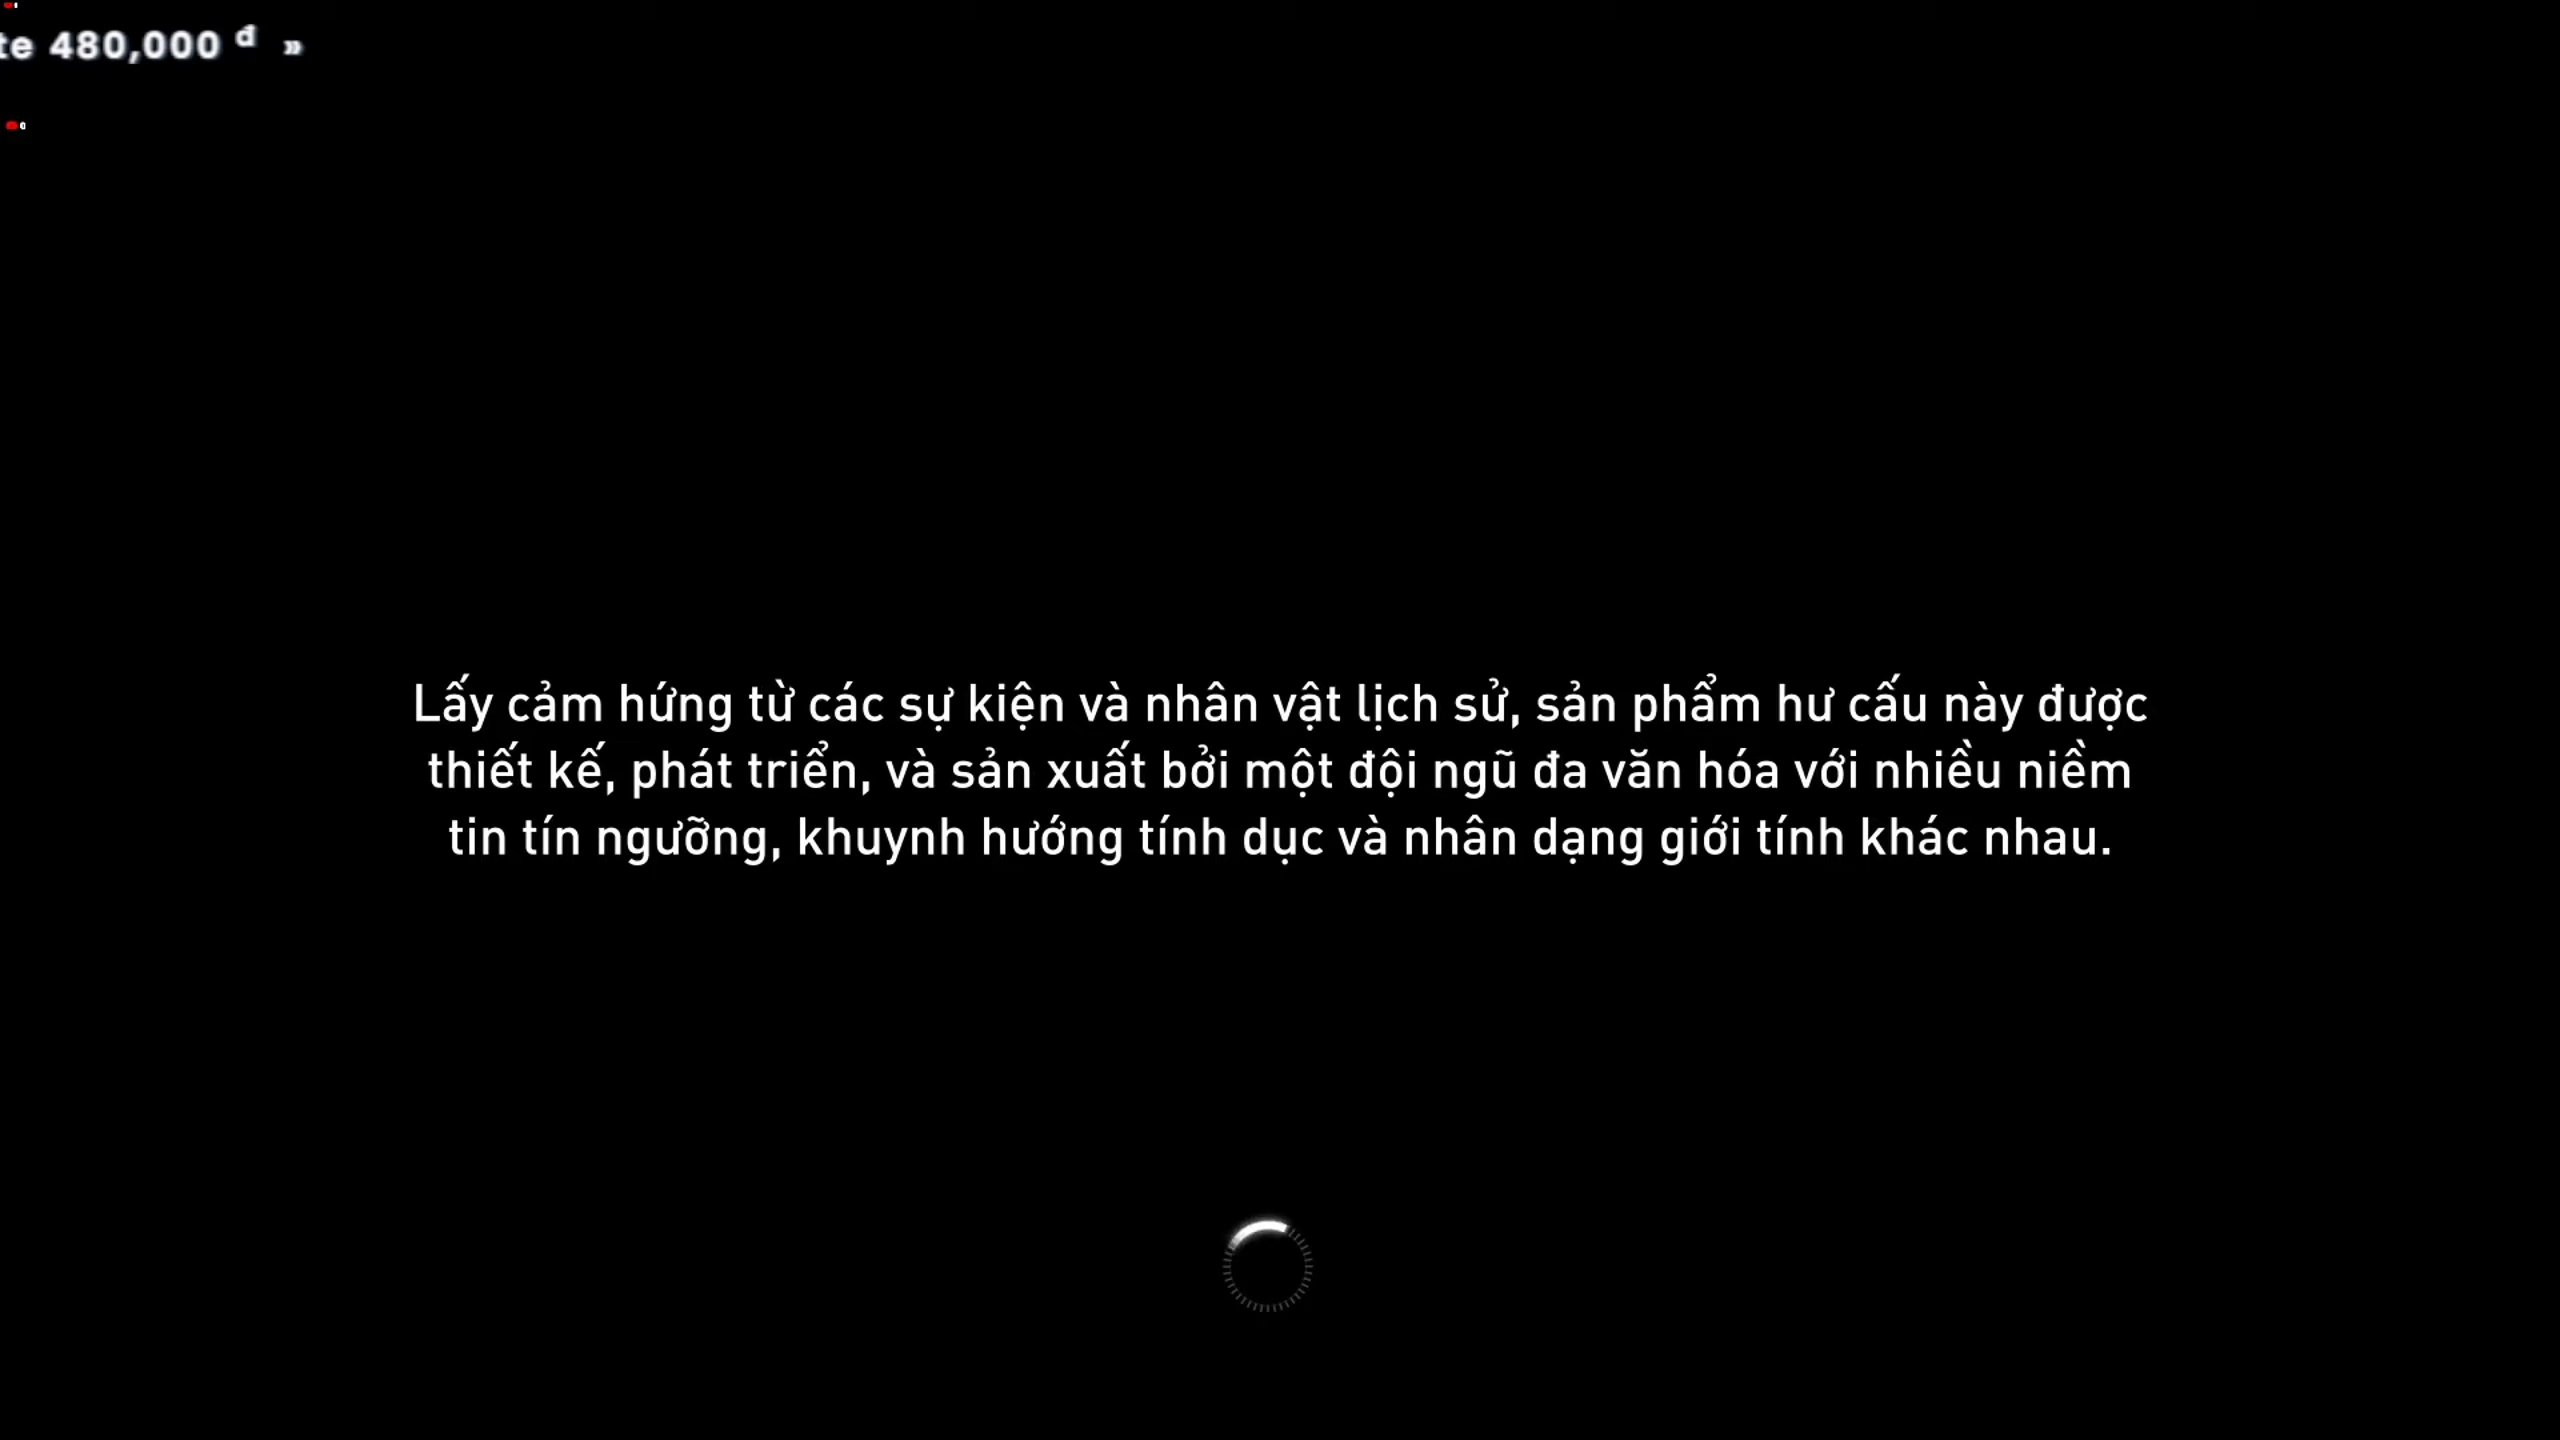 te 480,000 đ »
Lấy cảm hứng từ các sự kiện và nhân vật lịch sử, sản phẩm hư cấu này được
thiết kế, phát triển, và sản xuất bởi một đội ngũ đa văn hóa với nhiều niềm
tin tín ngưỡng, khuynh hướng tính dục và nhân dạng giới tính khác nhau.